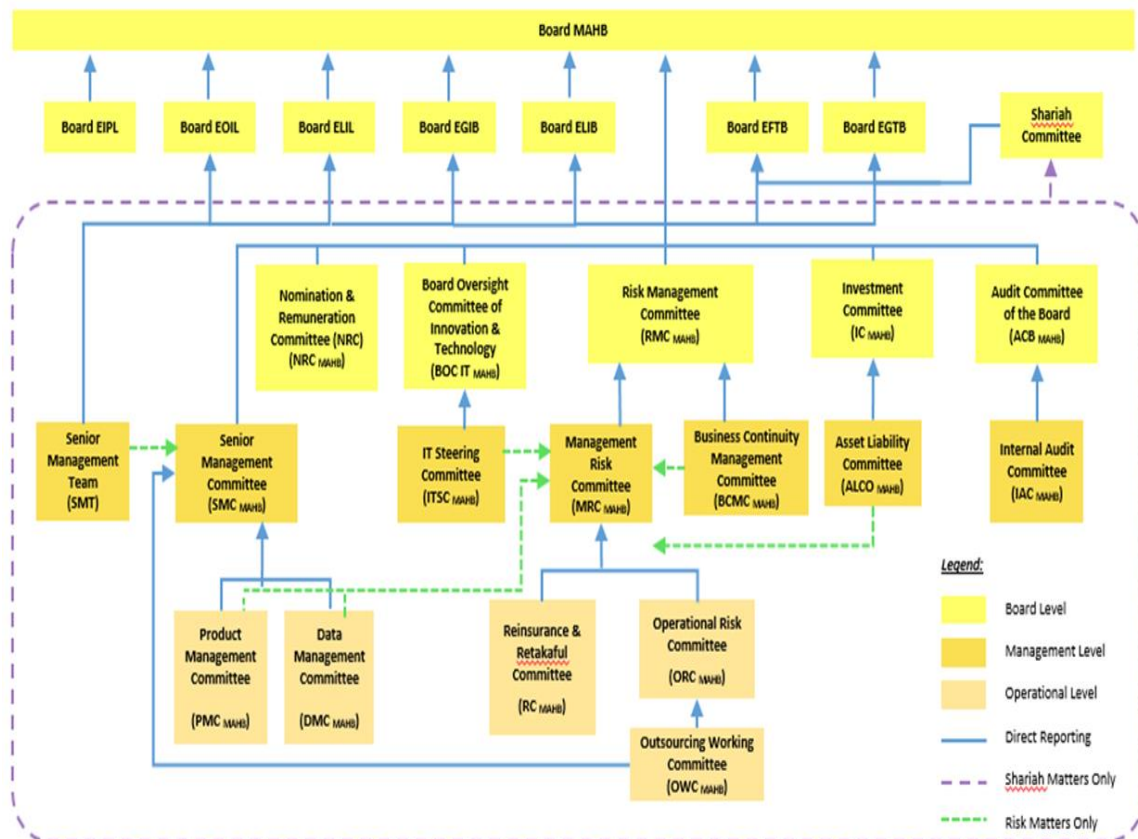 Board MAHB
Board EIPL
Board EOIL
Board ELIL
Board EGIB
Board ELIB
Board EFTB
Board EGTB
Shariah
Committee
Nomination &
Remuneration
Committee (NRC)
(NRC MAHB)
Board Oversight
Committee of
Innovation &
Technology
(BOC IT MAHB)
Risk Management
Committee
(RMC MAHB)
Investment
Committee
(IC MAHB)
Audit Committee
of the Board
(ACB MAHB)
Senior
Management
Team
(SMT)
Senior
Management
Committee
(SMC MAHB)
IT Steering
Committee
(ITSC MAHB)
Management
Risk
Committee
(MRC MAHB)
Business Continuity
Management
Committee
(BCMC MAHB)
Asset Liability
Committee
(ALCO MAHB)
Internal Audit
Committee
(IAC MAHB)
Product
Management
Committee
(PMC MAHB)
Data
Management
Committee
(DMC MAHB)
Reinsurance &
Retakaful
Committee
(RC MAHB)
Operational Risk
Committee
(ORC MAHB)
Outsourcing Working
Committee
(OWC MAHB)
Legend:
Board Level
Management Level
Operational Level
Direct Reporting
Shariah Matters Only
Risk Matters Only